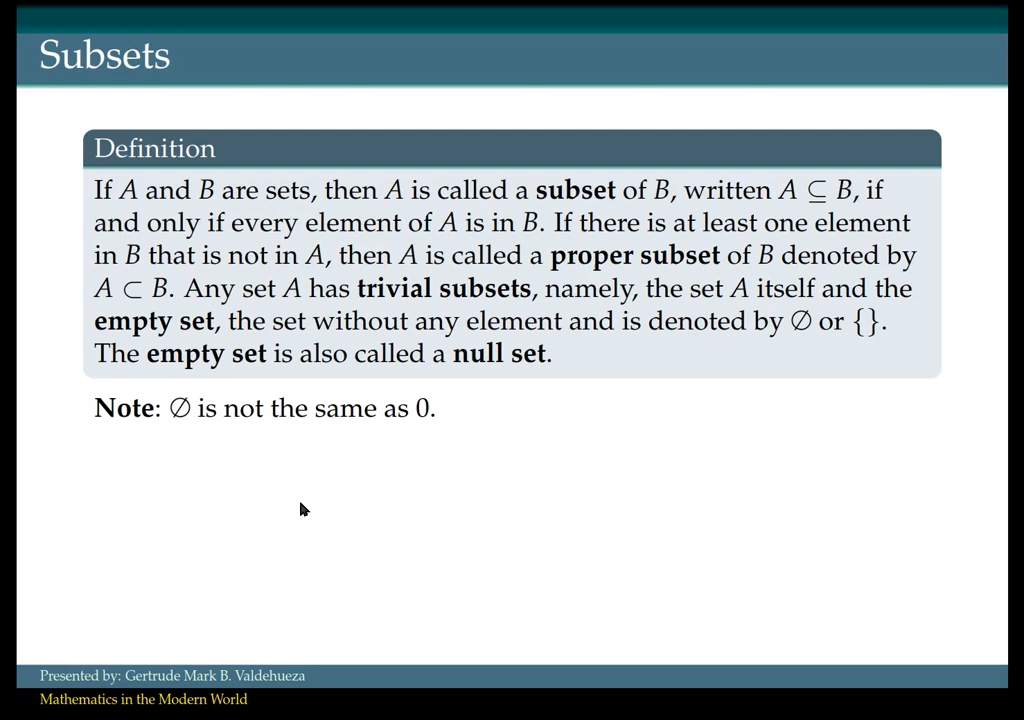 Subsets
Definition
If A and B are sets, then A is called a subset of B, written A ⊆ B, if
and only if every element of A is in B. If there is at least one element
in B that is not in A, then A is called a proper subset of B denoted by
A ⊂ B. Any set A has trivial subsets, namely, the set A itself and the
empty set, the set without any element and is denoted by ∅ or {}.
The empty set is also called a null set.
Note: ∅ is not the same as 0.
Presented by: Gertrude Mark B. Valdehueza
Mathematics in the Modern World